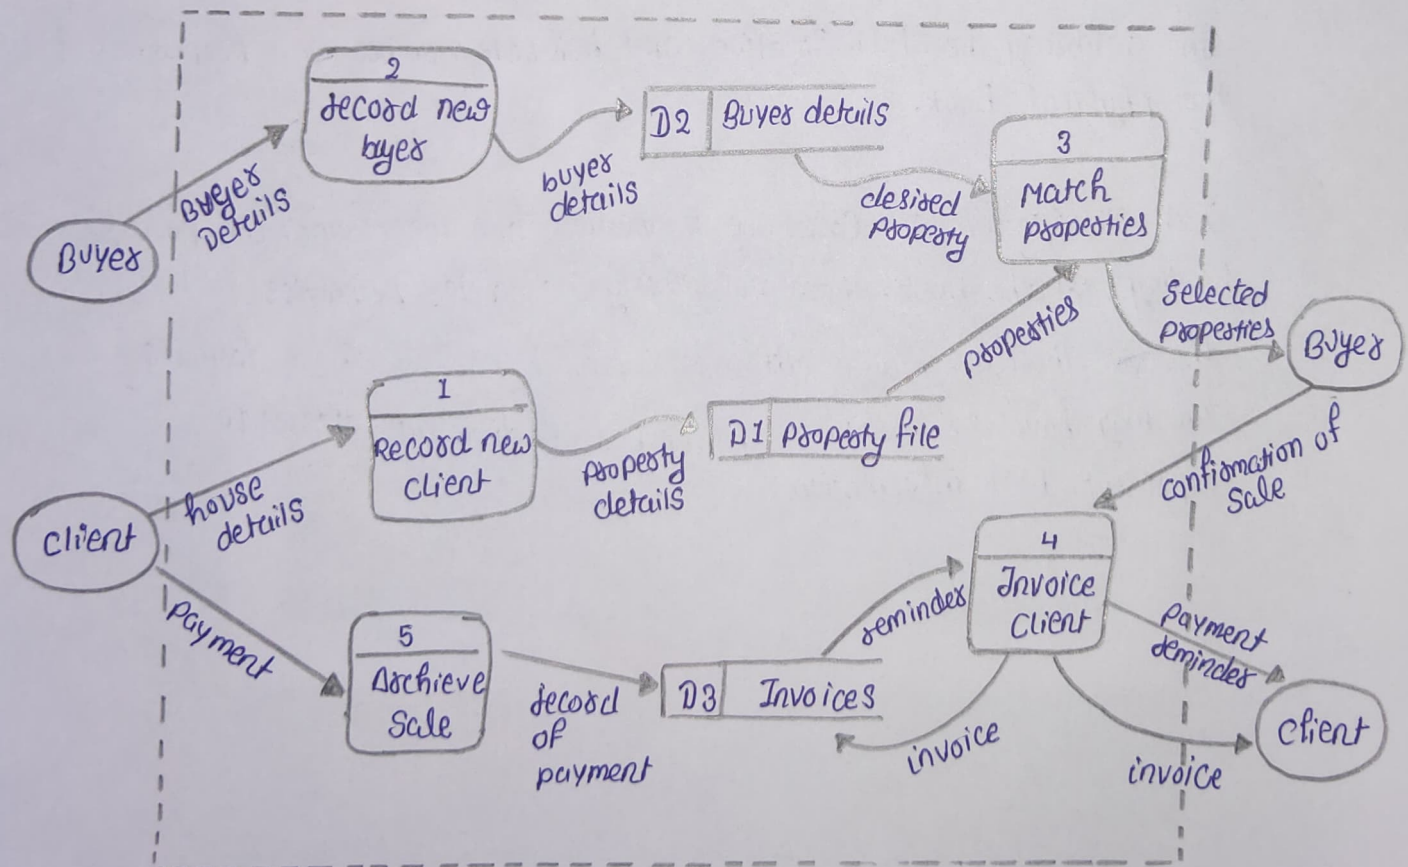 2
record new
buyer
D2 Buyer details
3
Match
properties
Buyer
Details
buyer
details
desired
property
Buyer
Selected
properties
Buyer
properties
1
Record new
client
D1 property file
house
details
property
details
confirmation of
Sale
Client
4
Invoice
Client
payment
reminder
payment
reminder
5
Archieve
Sale
record
of
payment
D3 Invoices
invoice
invoice
Client